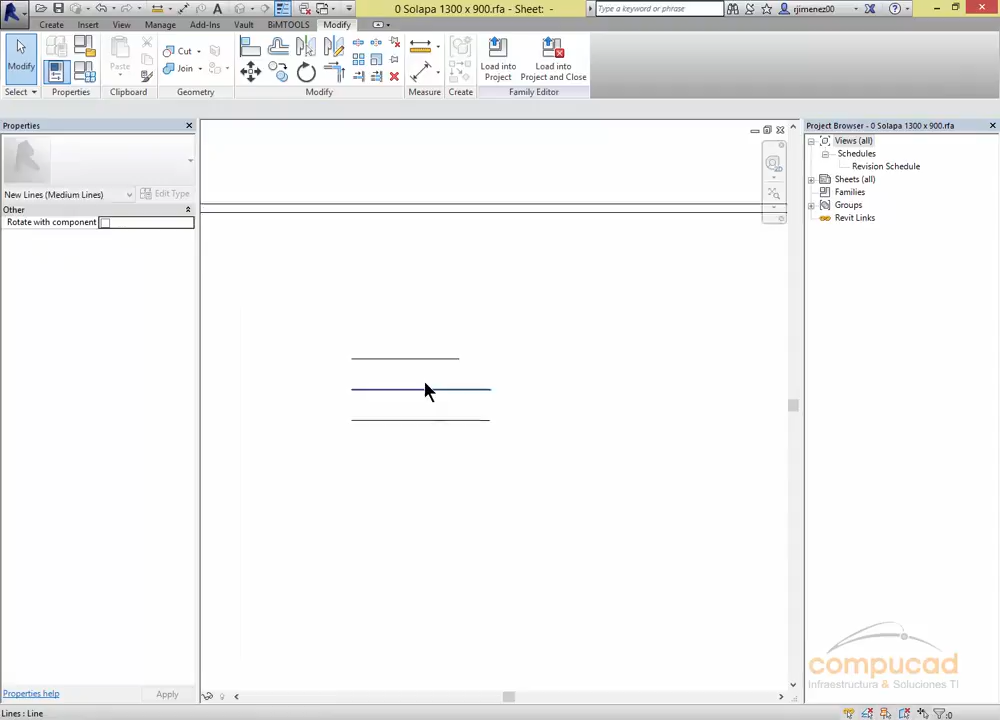 0 Solapa 1300 x 900.rfa - Sheet: -
Type a keyword or phrase
rjimenez00
Create Insert View Manage Add-Ins Vault BiMTOOLS Modify
Modify
Paste
Cut
Join
Load into Project
Load into Project and Close
Select Properties Clipboard Geometry Modify Measure Create Family Editor
Properties
New Lines (Medium Lines)
Edit Type
Other
Rotate with component
Properties help
Apply
Project Browser - 0 Solapa 1300 x 900.rfa
Views (all)
Schedules
Revision Schedule
Sheets (all)
Families
Groups
Revit Links
compucad
Infraestructura & Soluciones TI
Lines : Line
:0